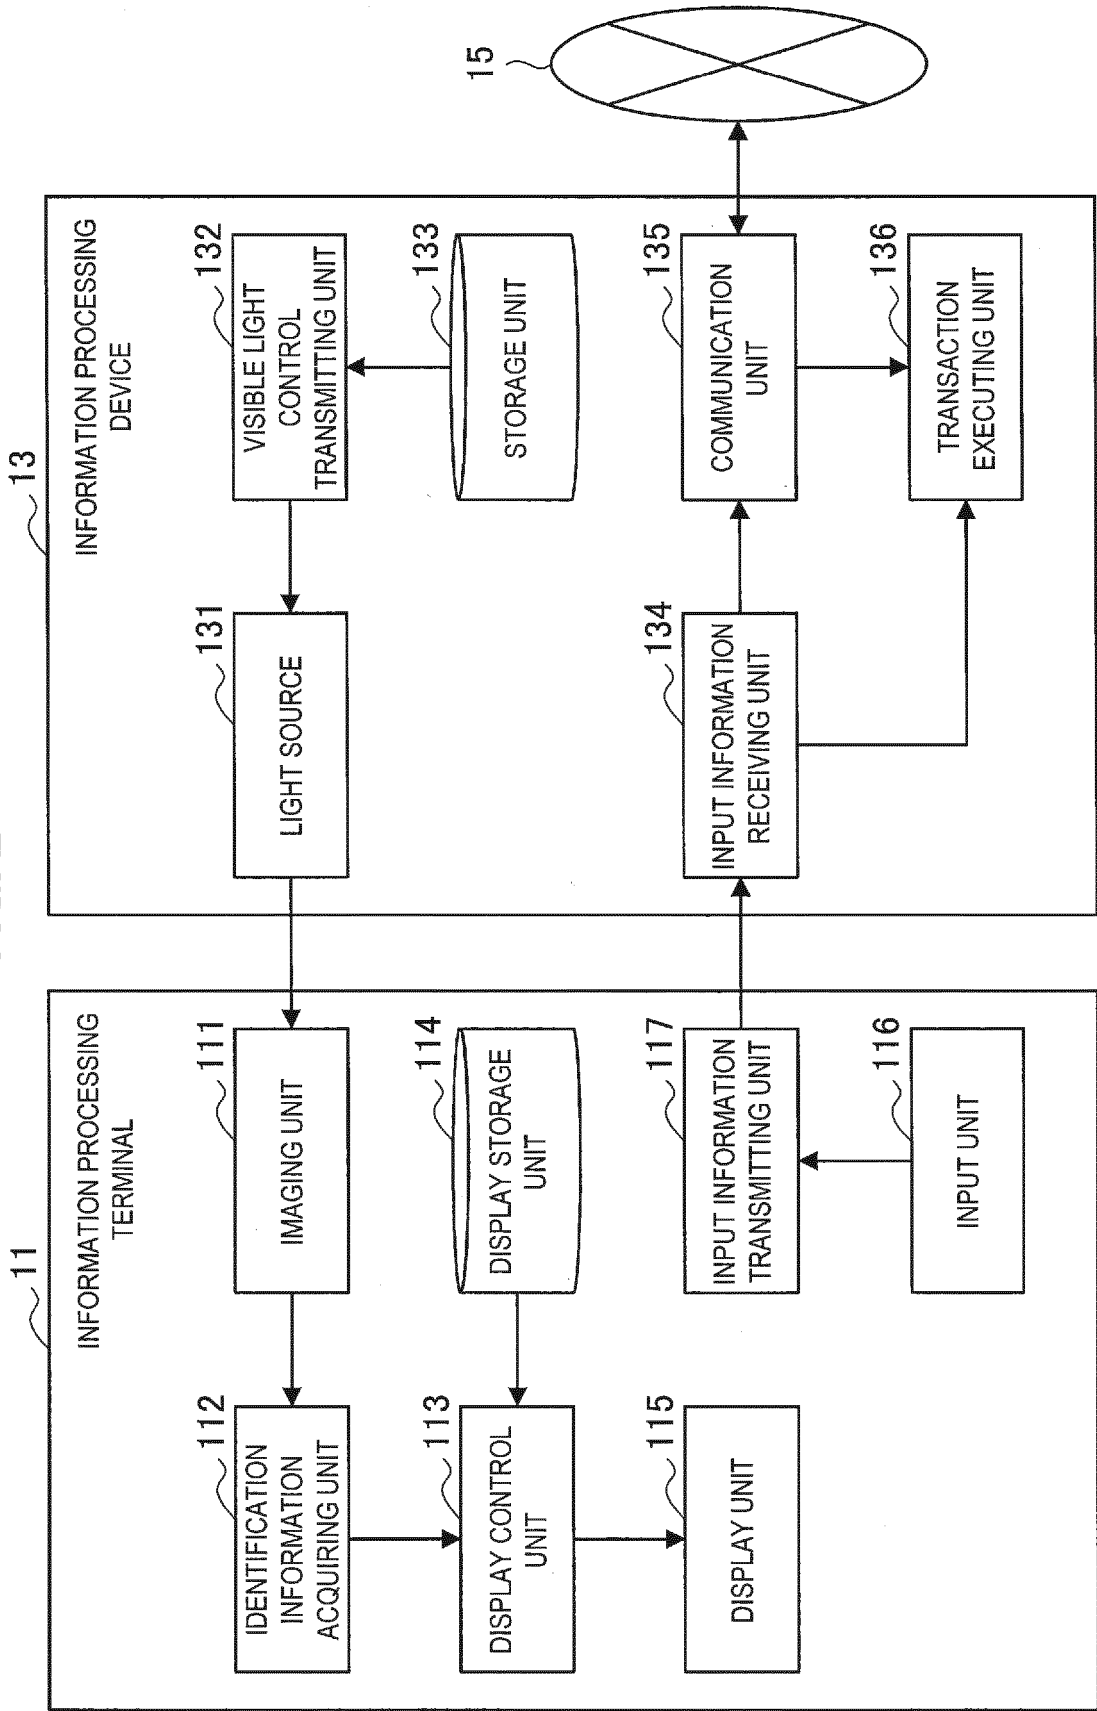 11
INFORMATION PROCESSING
TERMINAL
112
IDENTIFICATION
INFORMATION
ACQUIRING UNIT
111
IMAGING UNIT
113
DISPLAY CONTROL
UNIT
114
DISPLAY STORAGE
UNIT
115
DISPLAY UNIT
117
INPUT INFORMATION
TRANSMITTING UNIT
116
INPUT UNIT
13
INFORMATION PROCESSING
DEVICE
131
LIGHT SOURCE
132
VISIBLE LIGHT
CONTROL
TRANSMITTING UNIT
133
STORAGE UNIT
134
INPUT INFORMATION
RECEIVING UNIT
135
COMMUNICATION
UNIT
136
TRANSACTION
EXECUTING UNIT
15